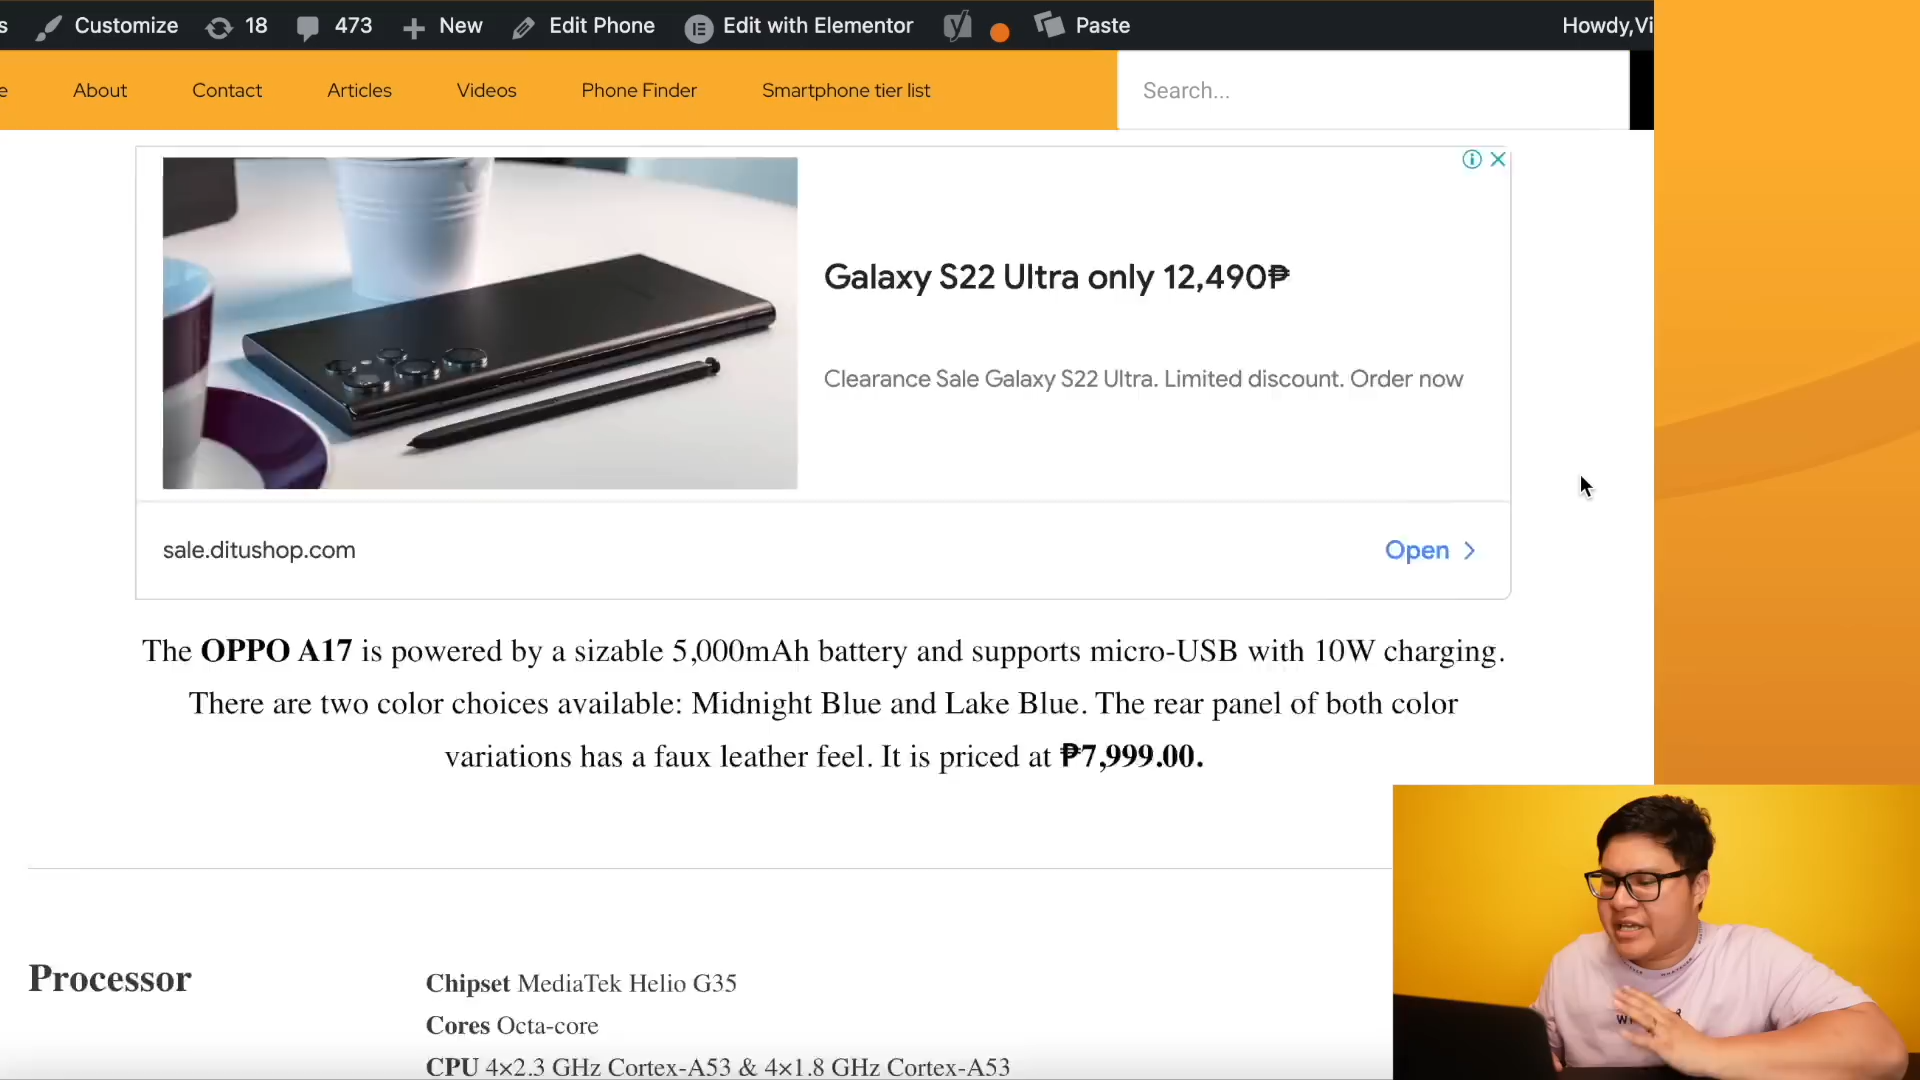 s Customize 18 473 New Edit Phone Edit with Elementor Paste Howdy,Vi
e About Contact Articles Videos Phone Finder Smartphone tier list Search...
Galaxy S22 Ultra only 12,490₱
Clearance Sale Galaxy S22 Ultra. Limited discount. Order now
sale.ditushop.com Open
The OPPO A17 is powered by a sizable 5,000mAh battery and supports micro-USB with 10W charging.
There are two color choices available: Midnight Blue and Lake Blue. The rear panel of both color
variations has a faux leather feel. It is priced at ₱7,999.00.
Processor
Chipset MediaTek Helio G35
Cores Octa-core
CPU 4×2.3 GHz Cortex-A53 & 4×1.8 GHz Cortex-A53